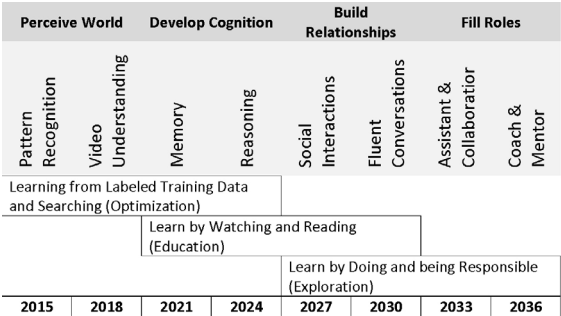 Perceive World Develop Cognition Build Relationships Fill Roles
Pattern Recognition
Video Understanding
Memory
Reasoning
Social Interactions
Fluent Conversations
Assistant & Collaboratior
Coach & Mentor
Learning from Labeled Training Data
and Searching (Optimization)
Learn by Watching and Reading
(Education)
Learn by Doing and being Responsible
(Exploration)
2015 2018 2021 2024 2027 2030 2033 2036